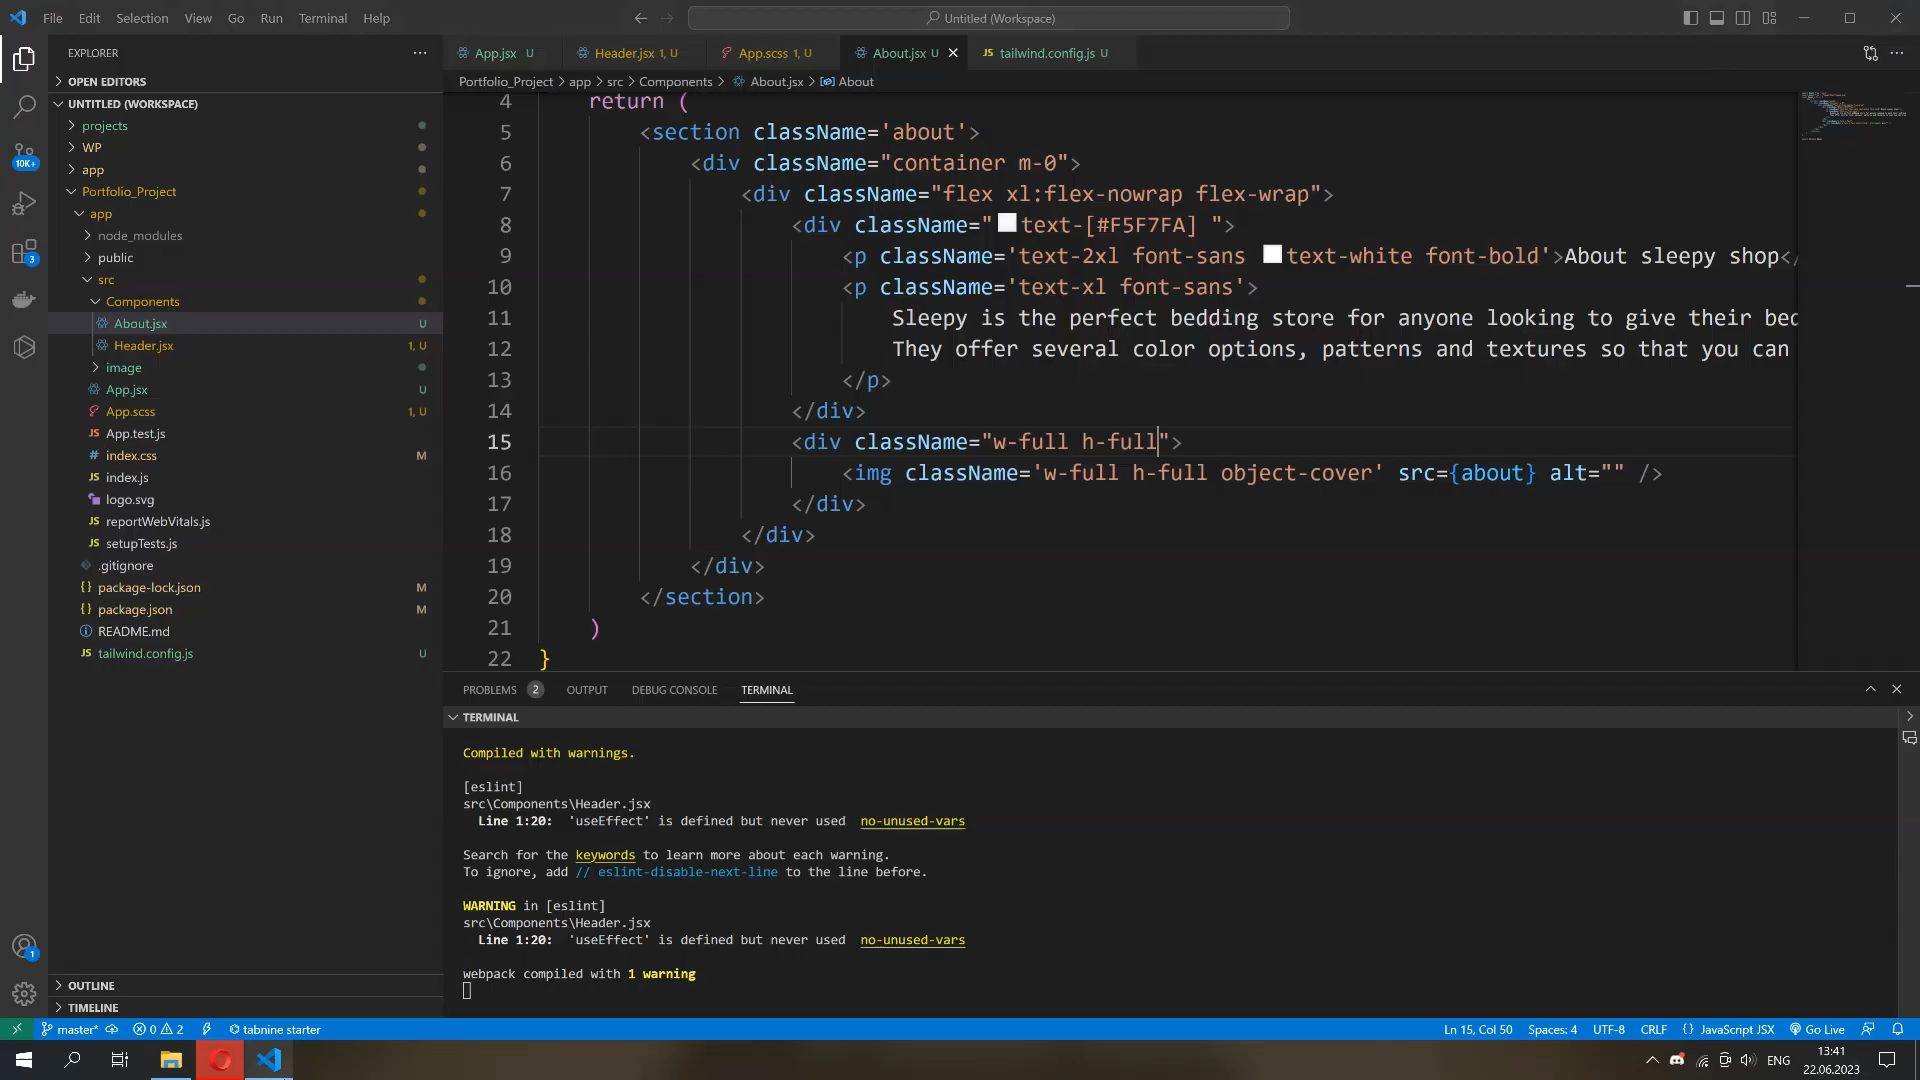 File Edit Selection View Go Run Terminal Help
Untitled (Workspace)
EXPLORER
OPEN EDITORS
UNTITLED (WORKSPACE)
projects
WP
app
Portfolio_Project
app
node_modules
public
src
Components
About.jsx U
Header.jsx 1, U
image
App.jsx U
App.scss 1, U
JS App.test.js
# index.css M
JS index.js
logo.svg
JS reportWebVitals.js
JS setupTests.js
.gitignore
{} package-lock.json M
{} package.json M
README.md
JS tailwind.config.js U
OUTLINE
TIMELINE
10K+
3
1
App.jsx U Header.jsx 1, U App.scss 1, U About.jsx U JS tailwind.config.js U
Portfolio_Project > app > src > Components > About.jsx > About
4 return (
5 <section className='about'>
6 <div className="container m-0">
7 <div className="flex xl:flex-nowrap flex-wrap">
8 <div className="text-[#F5F7FA] ">
9 <p className='text-2xl font-sans text-white font-bold'>About sleepy shop</
10 <p className='text-xl font-sans'>
11 Sleepy is the perfect bedding store for anyone looking to give their bed
12 They offer several color options, patterns and textures so that you can
13 </p>
14 </div>
15 <div className="w-full h-full">
16 <img className='w-full h-full object-cover' src={about} alt="" />
17 </div>
18 </div>
19 </div>
20 </section>
21 )
22 }
PROBLEMS 2 OUTPUT DEBUG CONSOLE TERMINAL
TERMINAL
Compiled with warnings.
[eslint]
src\Components\Header.jsx
Line 1:20: 'useEffect' is defined but never used no-unused-vars
Search for the keywords to learn more about each warning.
To ignore, add // eslint-disable-next-line to the line before.
WARNING in [eslint]
src\Components\Header.jsx
Line 1:20: 'useEffect' is defined but never used no-unused-vars
webpack compiled with 1 warning
master* 0 2 tabnine starter Ln 15, Col 50 Spaces: 4 UTF-8 CRLF {} JavaScript JSX Go Live
ENG 13:41
22.06.2023